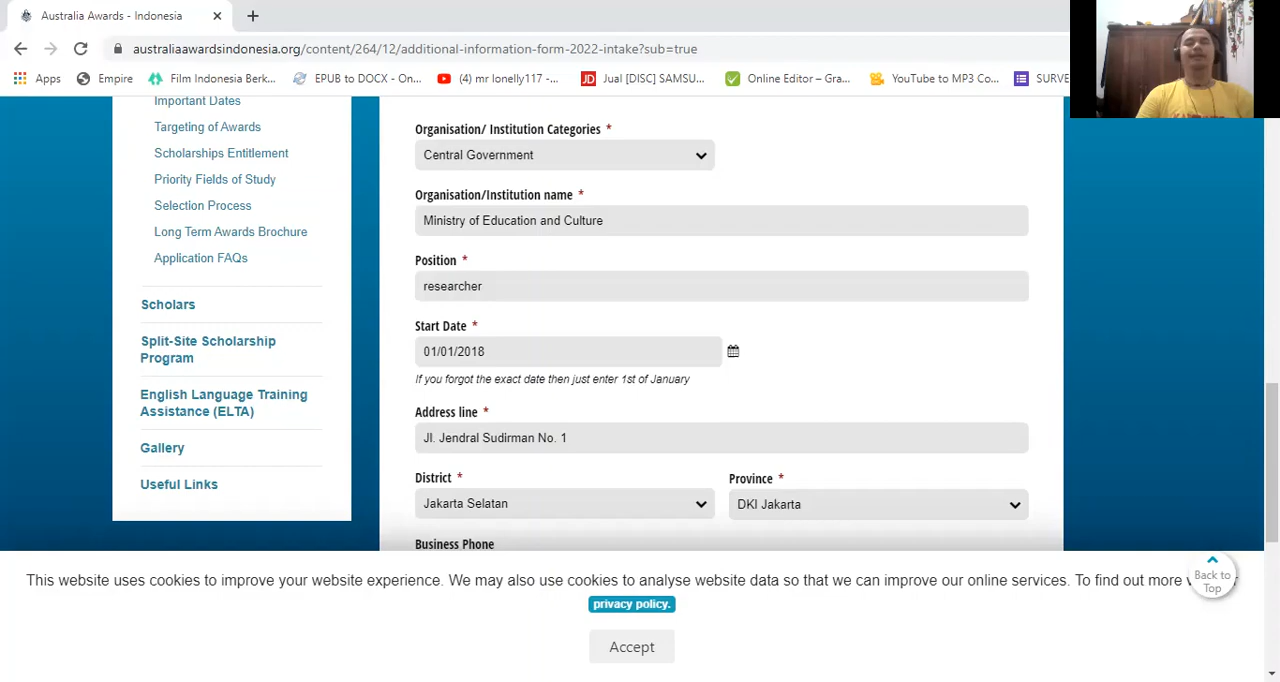 Australia Awards - Indonesia
australiaawardsindonesia.org/content/264/12/additional-information-form-2022-intake?sub=true
Apps
Empire
Film Indonesia Berk...
EPUB to DOCX - On...
(4) mr lonelly117 -...
JD
Jual [DISC] SAMSU...
Online Editor – Gra...
YouTube to MP3 Co...
SURVE
Important Dates
Targeting of Awards
Scholarships Entitlement
Priority Fields of Study
Selection Process
Long Term Awards Brochure
Application FAQs
Scholars
Split-Site Scholarship
Program
English Language Training
Assistance (ELTA)
Gallery
Useful Links
Organisation/ Institution Categories *
Central Government
Organisation/Institution name *
Ministry of Education and Culture
Position *
researcher
Start Date *
01/01/2018
If you forgot the exact date then just enter 1st of January
Address line *
Jl. Jendral Sudirman No. 1
District *
Province *
Jakarta Selatan
DKI Jakarta
Business Phone
This website uses cookies to improve your website experience. We may also use cookies to analyse website data so that we can improve our online services. To find out more
privacy policy.
Accept
Back to
Top